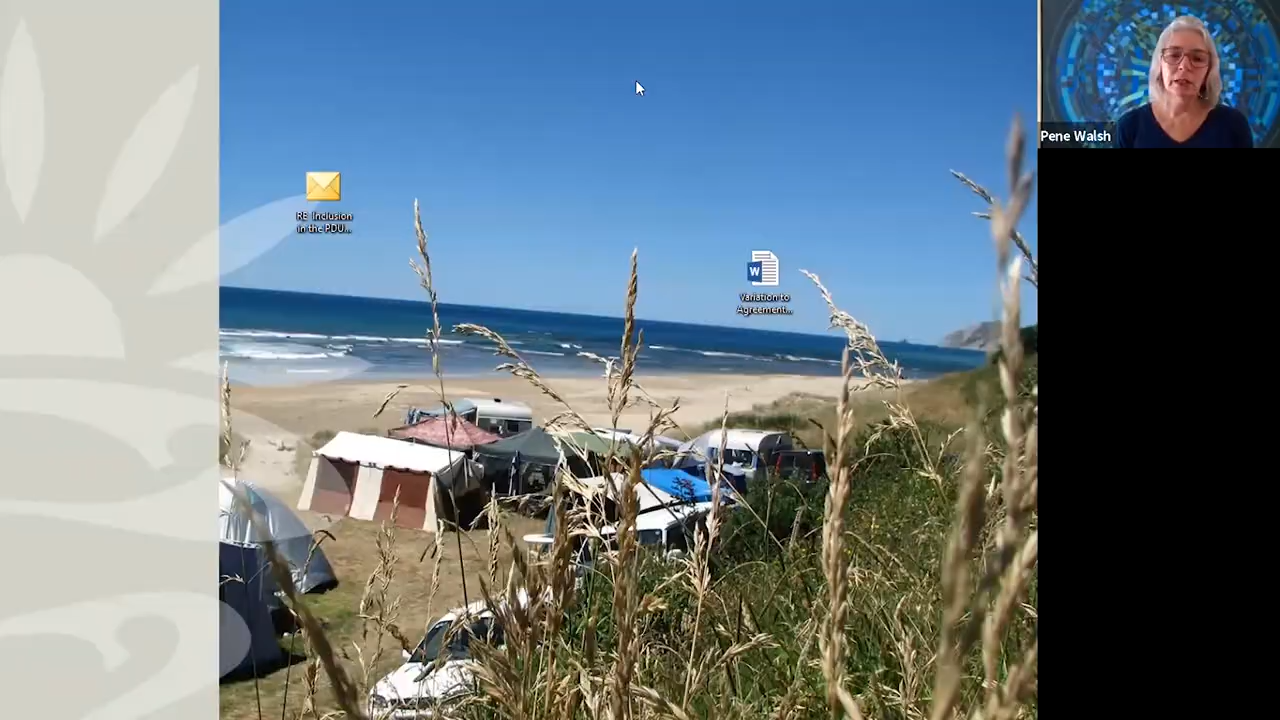 RE Inclusion
in the PDU...
Variation to
Agreement...
Pene Walsh